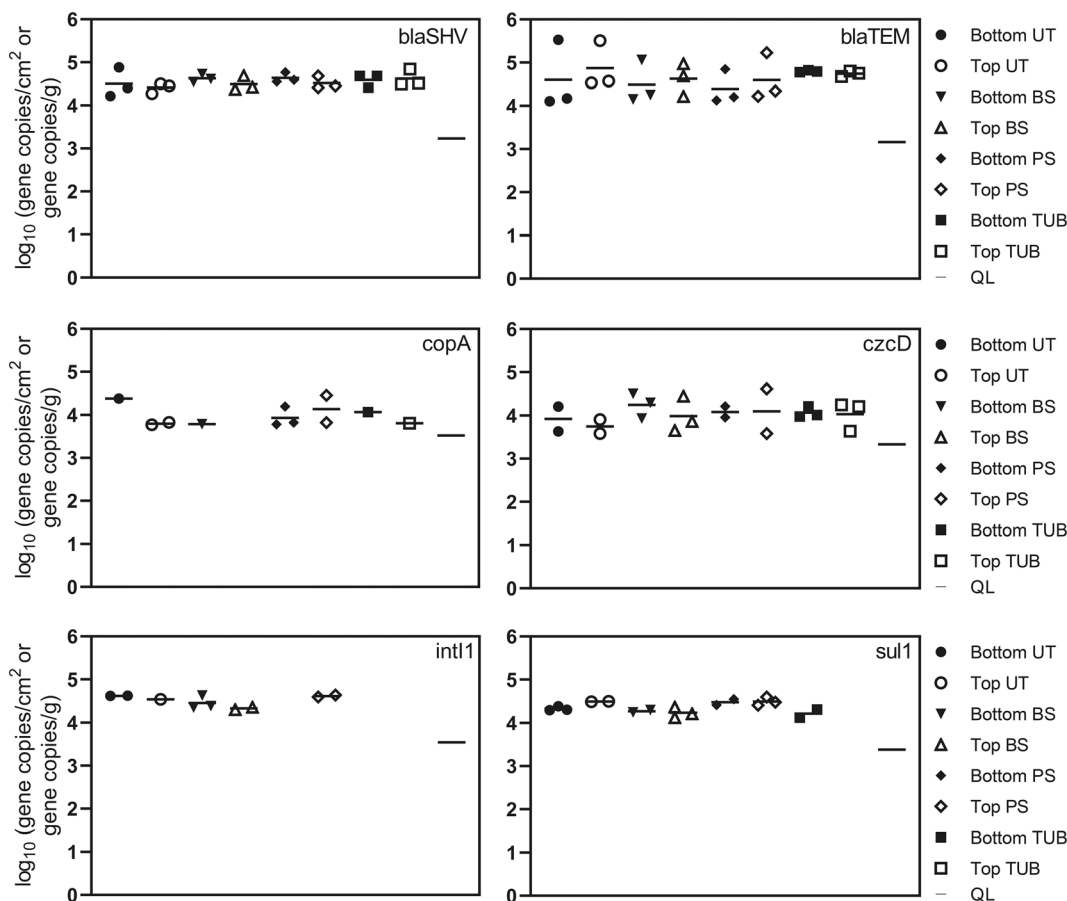 log10 (gene copies/cm2 or
gene copies/g)
6
5
4
3
2
1
0
blaSHV
6
5
4
3
2
1
0
blaTEM
Bottom UT
Top UT
Bottom BS
Top BS
Bottom PS
Top PS
Bottom TUB
Top TUB
QL
log10 (gene copies/cm2 or
gene copies/g)
6
5
4
3
2
1
0
copA
6
5
4
3
2
1
0
czcD
Bottom UT
Top UT
Bottom BS
Top BS
Bottom PS
Top PS
Bottom TUB
Top TUB
QL
log10 (gene copies/cm2 or
gene copies/g)
6
5
4
3
2
1
0
intI1
6
5
4
3
2
1
0
sul1
Bottom UT
Top UT
Bottom BS
Top BS
Bottom PS
Top PS
Bottom TUB
Top TUB
QL